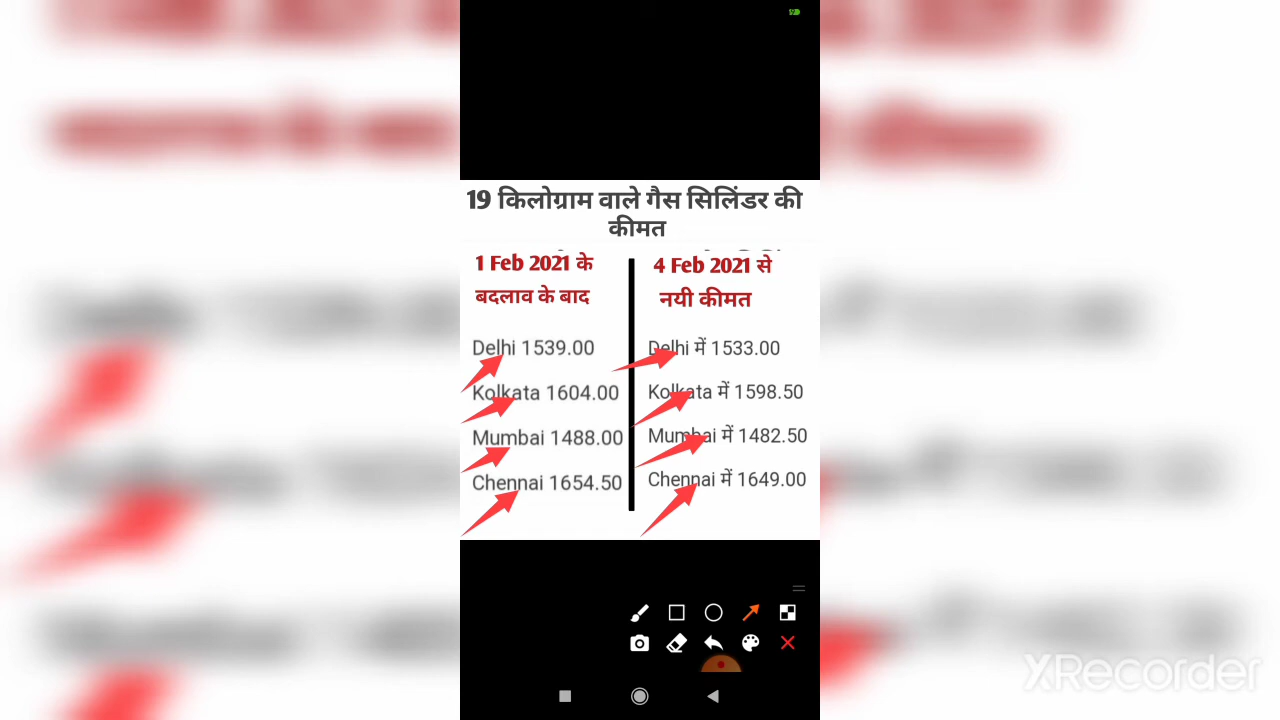 19 किलोग्राम वाले गैस सिलिंडर की
कीमत
1 Feb 2021 के
बदलाव के बाद
Delhi 1539.00
Kolkata 1604.00
Mumbai 1488.00
Chennai 1654.50
4 Feb 2021 से
नयी कीमत
Delhi में 1533.00
Kolkata में 1598.50
Mumbai में 1482.50
Chennai में 1649.00
XRecorder